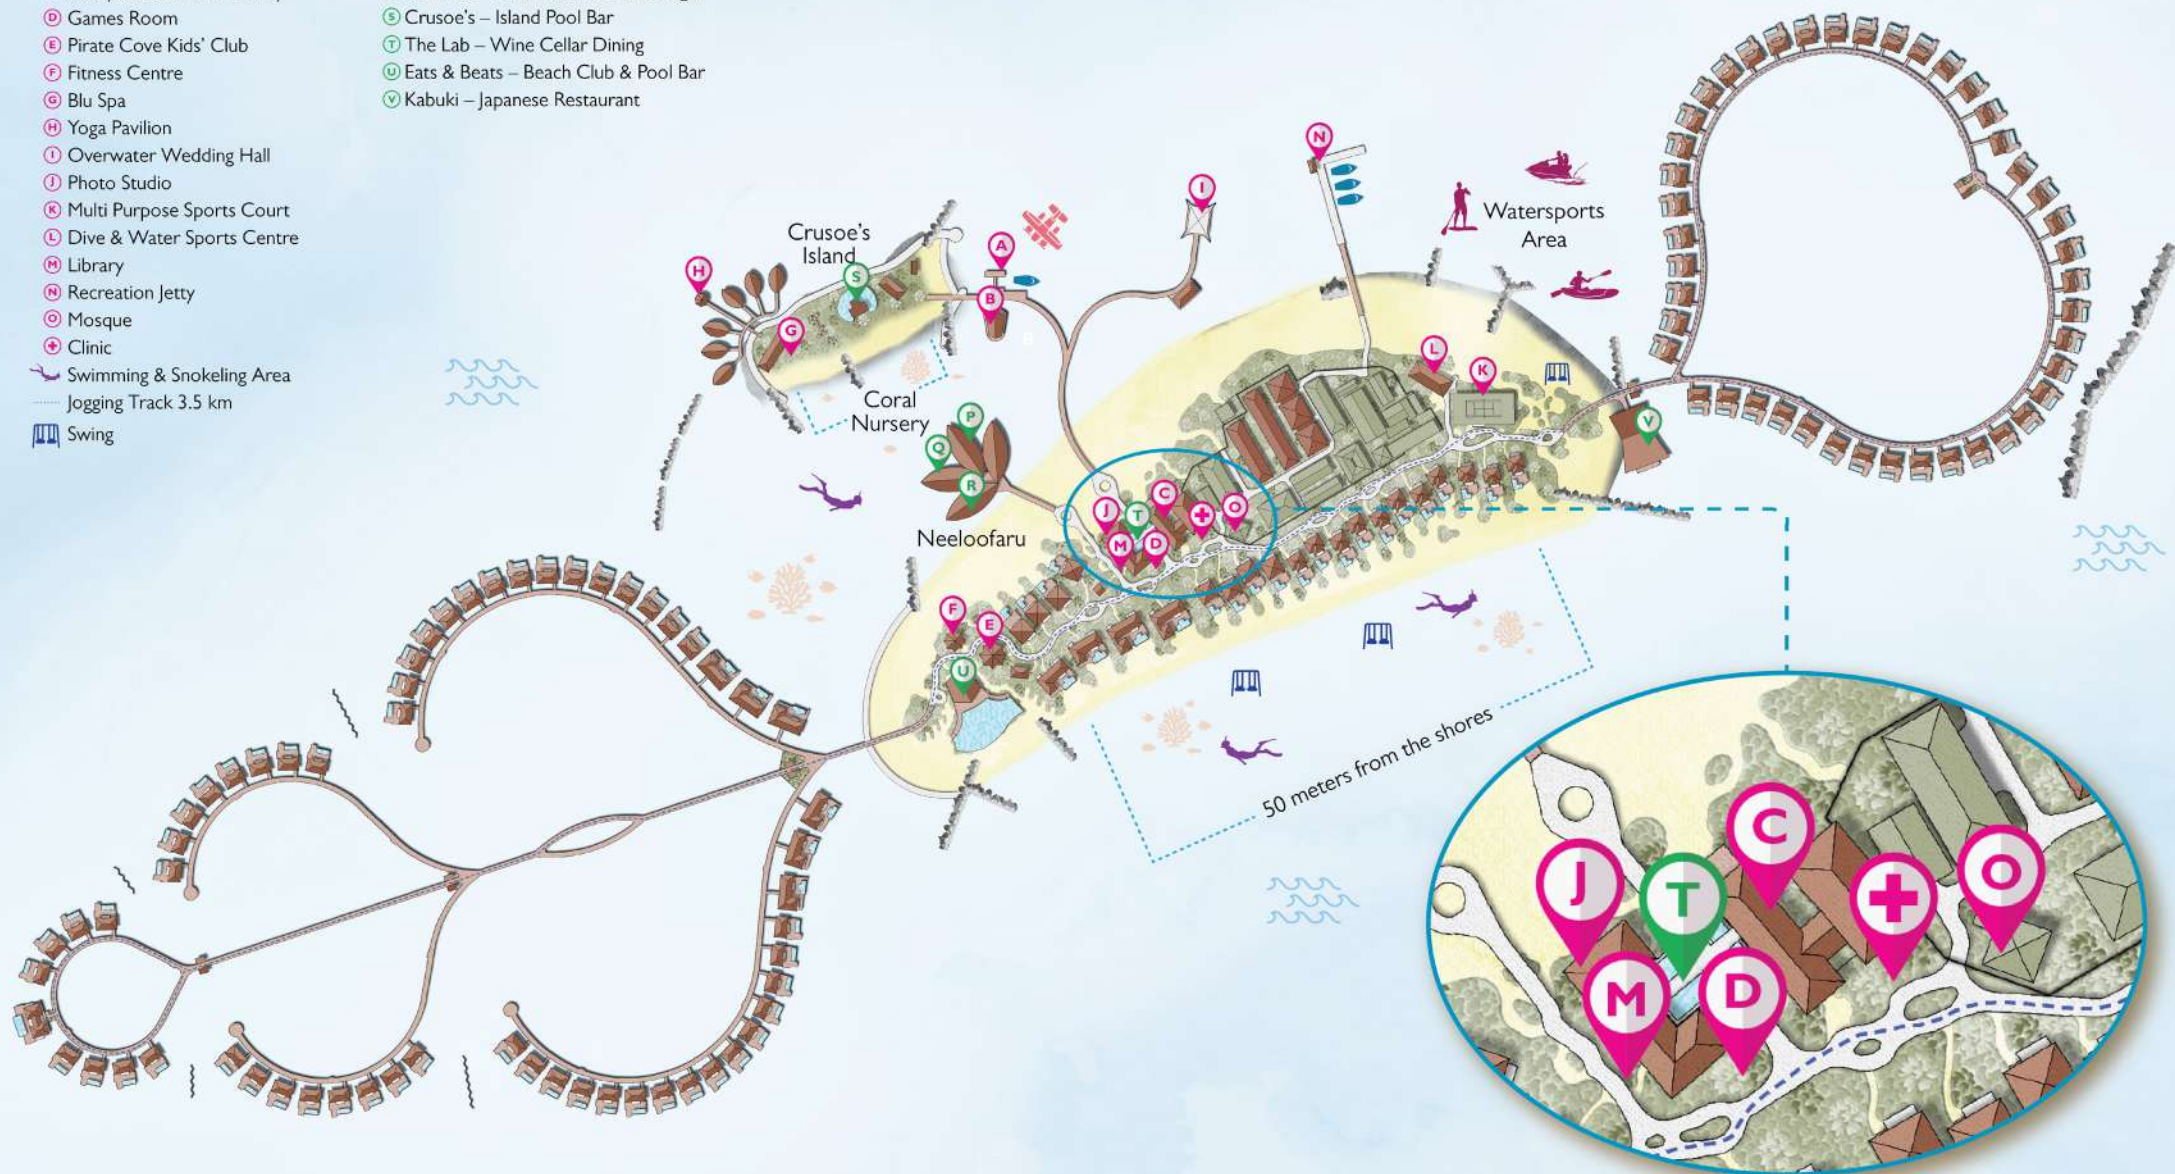 D Games Room
E Pirate Cove Kids' Club
F Fitness Centre
G Blu Spa
H Yoga Pavilion
I Overwater Wedding Hall
J Photo Studio
K Multi Purpose Sports Court
L Dive & Water Sports Centre
M Library
N Recreation Jetty
O Mosque
Clinic
Swimming & Snokeling Area
Jogging Track 3.5 km
Swing
S Crusoe's – Island Pool Bar
T The Lab – Wine Cellar Dining
U Eats & Beats – Beach Club & Pool Bar
V Kabuki – Japanese Restaurant
N
I
Watersports
Area
Crusoe's
Island
A
H
S
B
B
G
L
K
Coral
Nursery
P
V
Q
R
C
J
T
O
M
D
Neeloofaru
F
E
U
50 meters from the shores
C
J
T
O
M
D